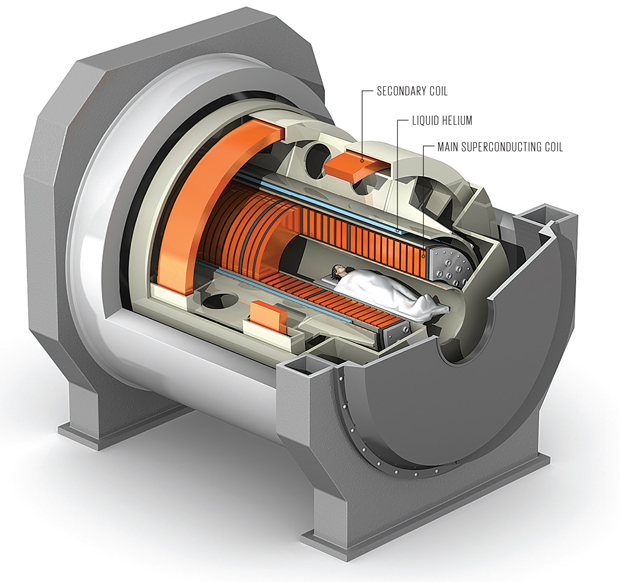 SECONDARY COIL
LIQUID HELIUM
MAIN SUPERCONDUCTING COIL